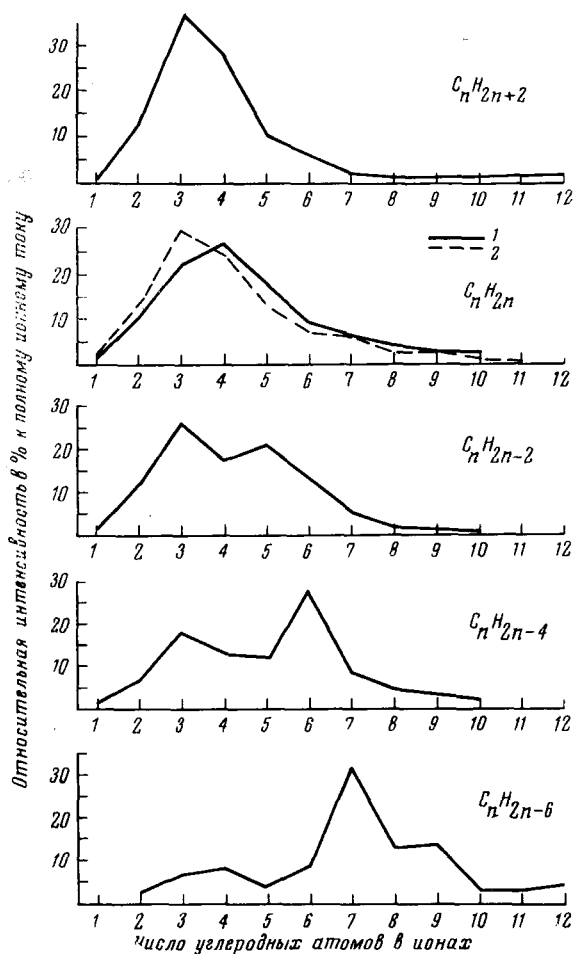 Относительная интенсивность в % к полному ионному току
30
20
10
CnH2n+2
1 2 3 4 5 6 7 8 9 10 11 12
30
20
10
1
2
CnH2n
1 2 3 4 5 6 7 8 9 10 11 12
30
20
10
CnH2n-2
1 2 3 4 5 6 7 8 9 10 11 12
30
20
10
CnH2n-4
1 2 3 4 5 6 7 8 9 10 11 12
30
20
10
CnH2n-6
1 2 3 4 5 6 7 8 9 10 11 12
Число углеродных атомов в ионах